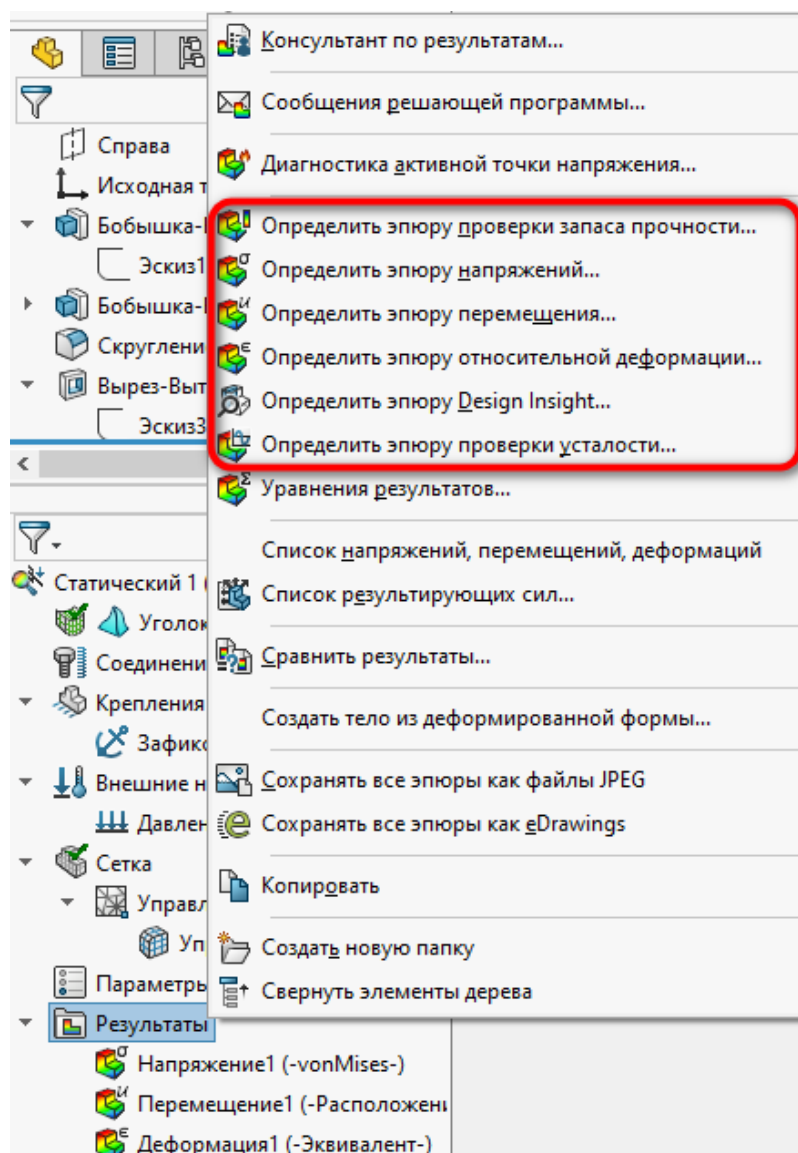 Консультант по результатам...
Сообщения решающей программы...
Диагностика активной точки напряжения...
Определить эпюру проверки запаса прочности...
Определить эпюру напряжений...
Определить эпюру перемещения...
Определить эпюру относительной деформации...
Определить эпюру Design Insight...
Определить эпюру проверки усталости...
Уравнения результатов...
Список напряжений, перемещений, деформаций
Список результирующих сил...
Сравнить результаты...
Создать тело из деформированной формы...
Сохранять все эпюры как файлы JPEG
Сохранять все эпюры как eDrawings
Копировать
Создать новую папку
Свернуть элементы дерева
Справа
Исходная т
Бобышка-
Эскиз1
Бобышка-
Скруглени
Вырез-Выт
Эскиз3
Статический 1 (
Уголок
Соединени
Крепления
Зафикс
Внешние н
Давлен
Сетка
Управл
Уп
Параметры
Результаты
Напряжение1 (-vonMises-)
Перемещение1 (-Расположени
Деформация1 (-Эквивалент-)